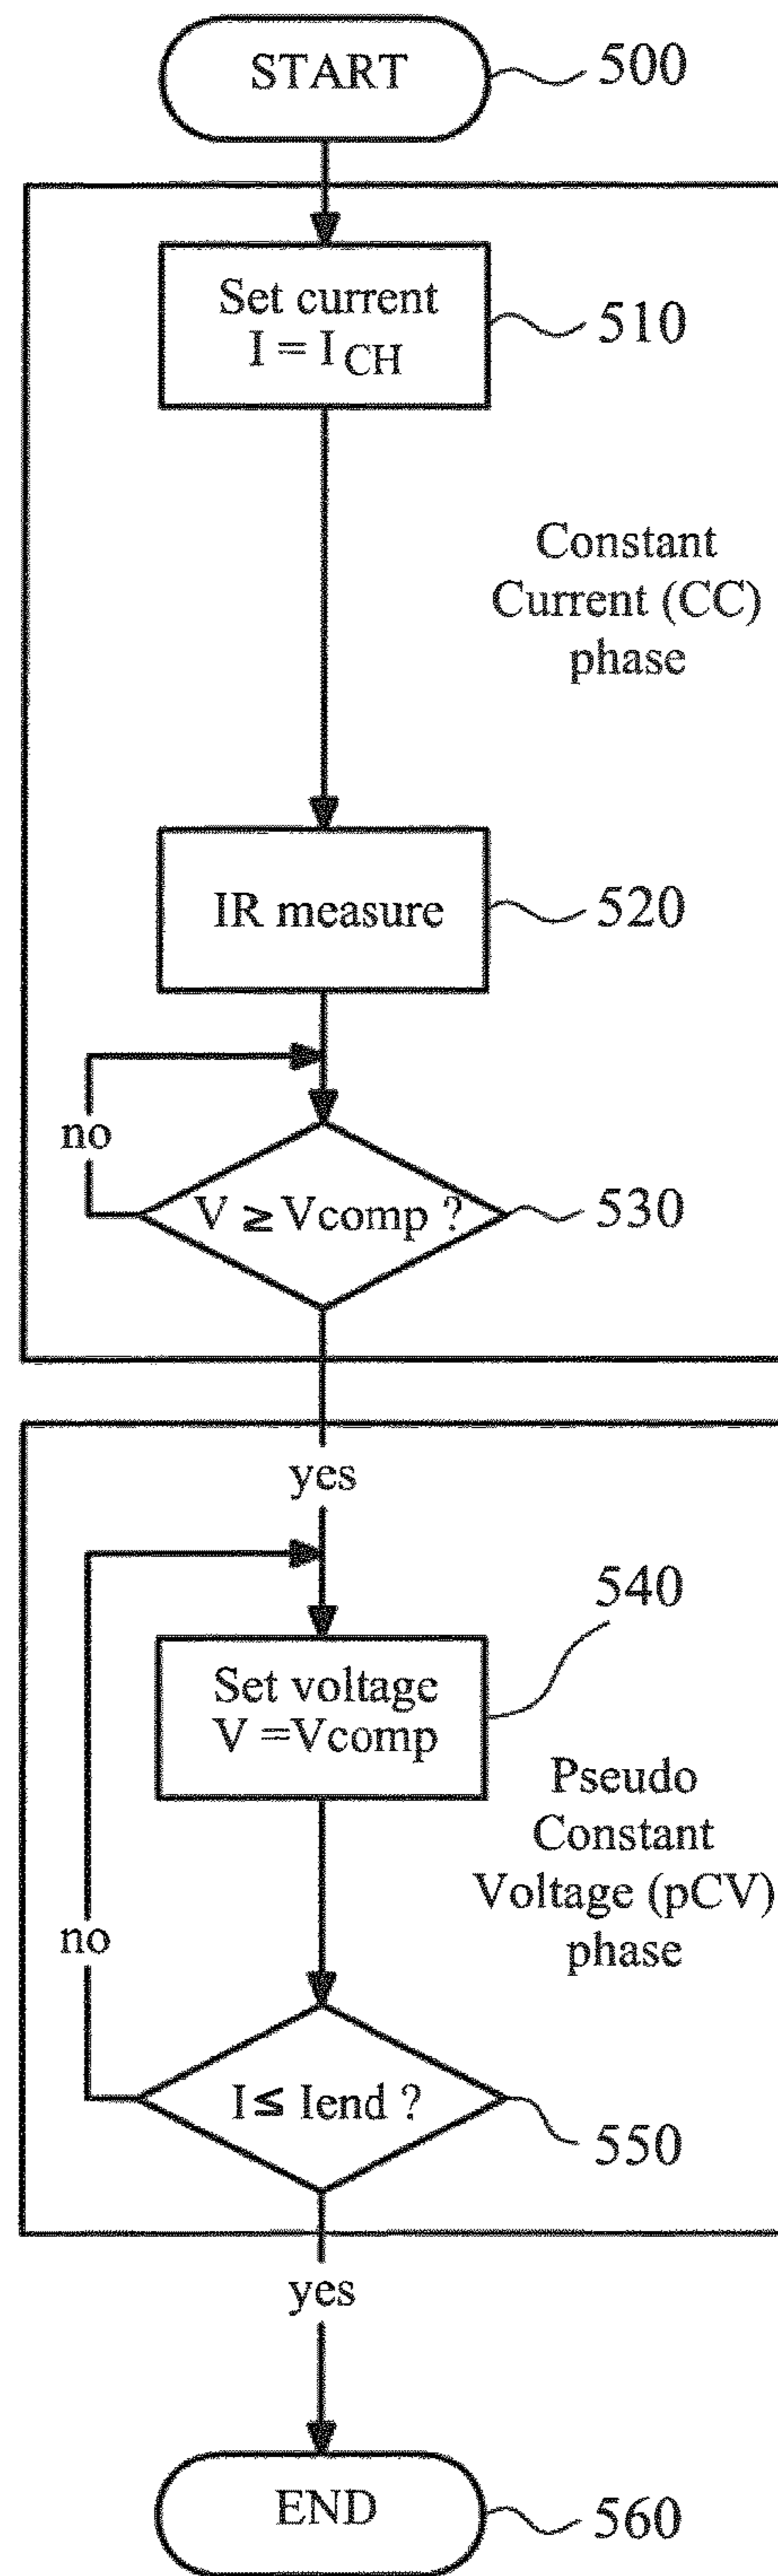 START
500
Set current
I = I CH
510
Constant
Current (CC)
phase
IR measure
520
no
V ≥ Vcomp ?
530
yes
540
Set voltage
V =Vcomp
Pseudo
Constant
Voltage (pCV)
phase
no
I ≤ Iend ?
550
yes
END
560